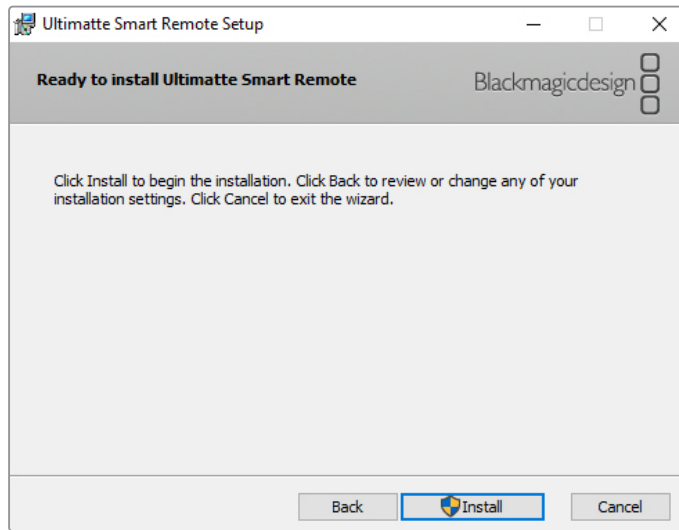 Ultimatte Smart Remote Setup
Ready to install Ultimatte Smart Remote
Blackmagicdesign
Click Install to begin the installation. Click Back to review or change any of your
installation settings. Click Cancel to exit the wizard.
Back
Install
Cancel